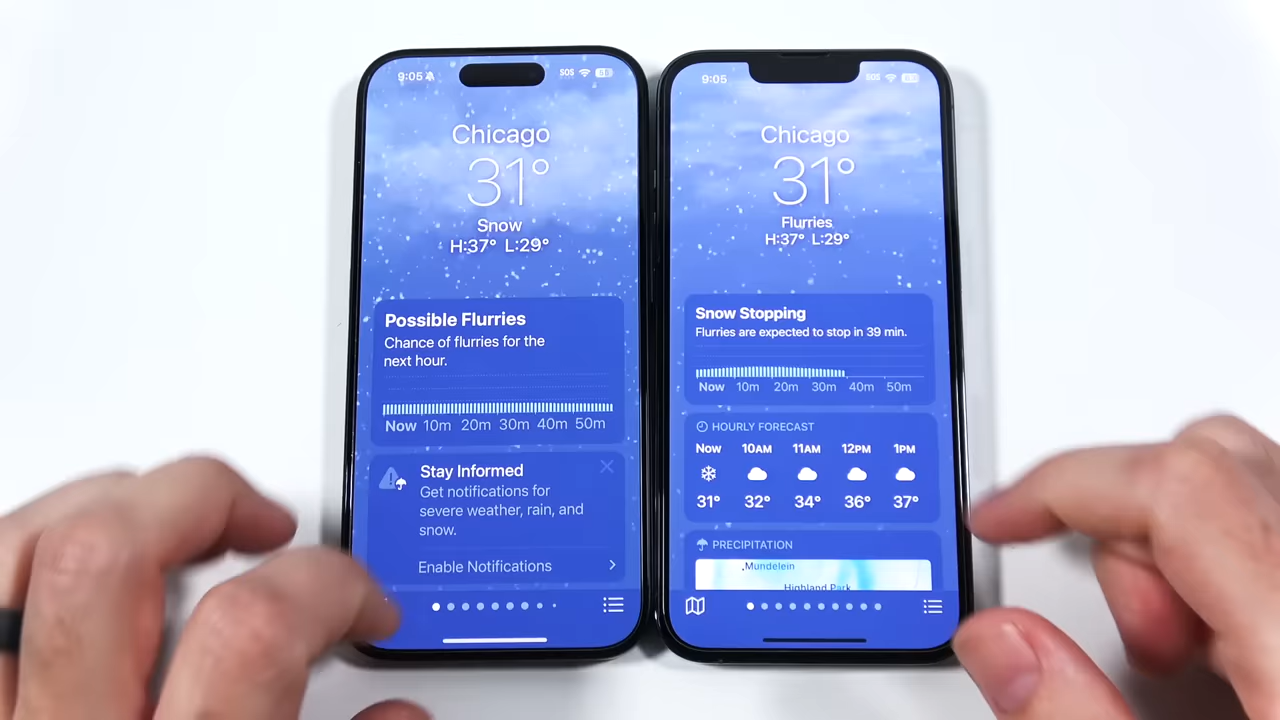 9:05
SOS
Chicago
31°
Snow
H:37° L:29°
Possible Flurries
Chance of flurries for the
next hour.
Now 10m 20m 30m 40m 50m
Stay Informed
Get notifications for
severe weather, rain, and
snow.
Enable Notifications
9:05
SOS
Chicago
31°
Flurries
H:37° L:29°
Snow Stopping
Flurries are expected to stop in 39 min.
Now 10m 20m 30m 40m 50m
HOURLY FORECAST
Now 10AM 11AM 12PM 1PM
31° 32° 34° 36° 37°
PRECIPITATION
Mundelein
Highland Park